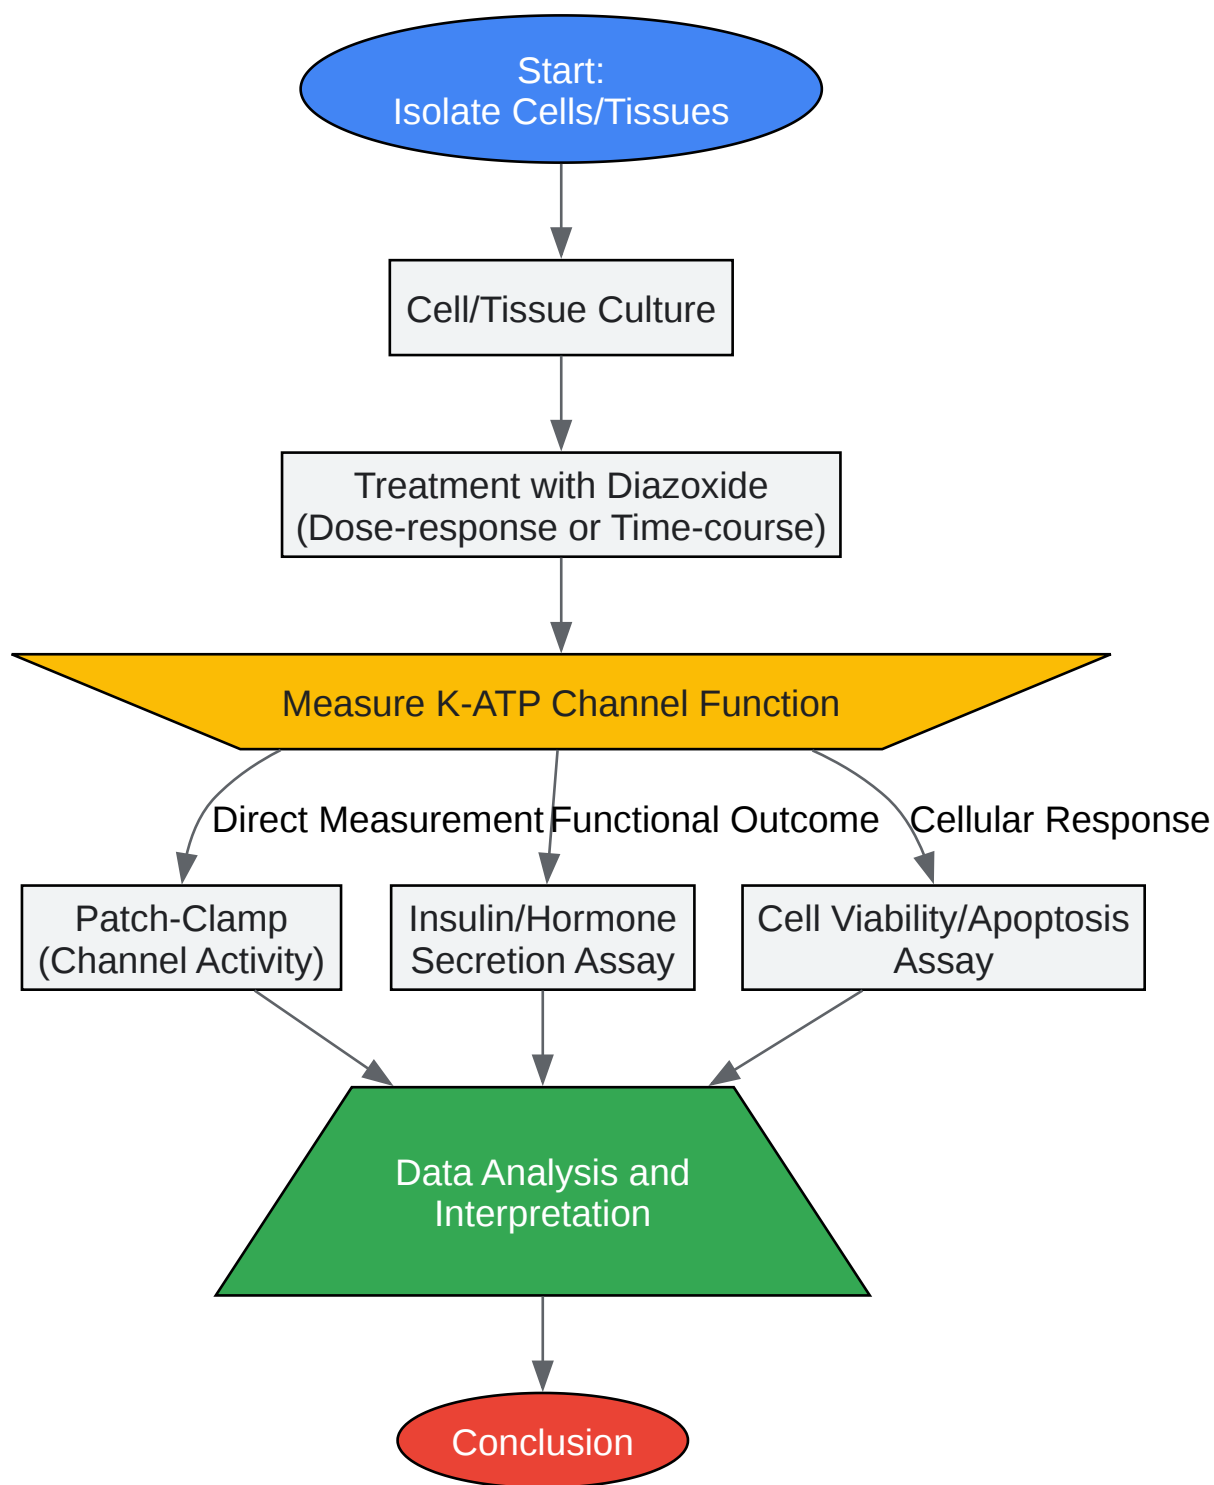 Start:
Isolate Cells/Tissues
Cell/Tissue Culture
Treatment with Diazoxide
(Dose-response or Time-course)
Measure K-ATP Channel Function
Direct Measurement
Functional Outcome
Cellular Response
Patch-Clamp
(Channel Activity)
Insulin/Hormone
Secretion Assay
Cell Viability/Apoptosis
Assay
Data Analysis and
Interpretation
Conclusion